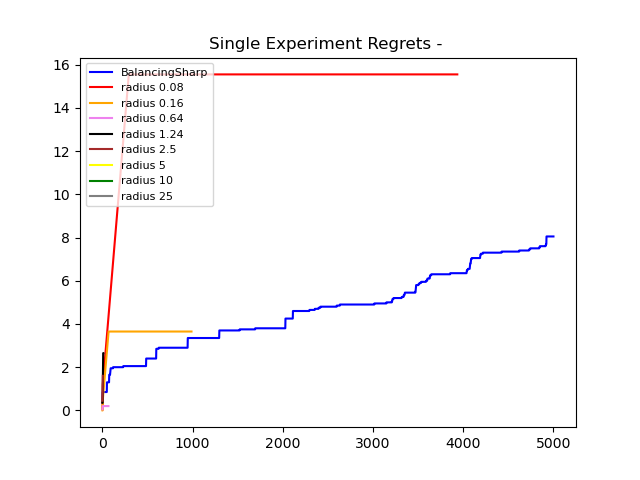 Single Experiment Regrets -
BalancingSharp
radius 0.08
radius 0.16
radius 0.64
radius 1.24
radius 2.5
radius 5
radius 10
radius 25
16
14
12
10
8
6
4
2
0
0 1000 2000 3000 4000 5000